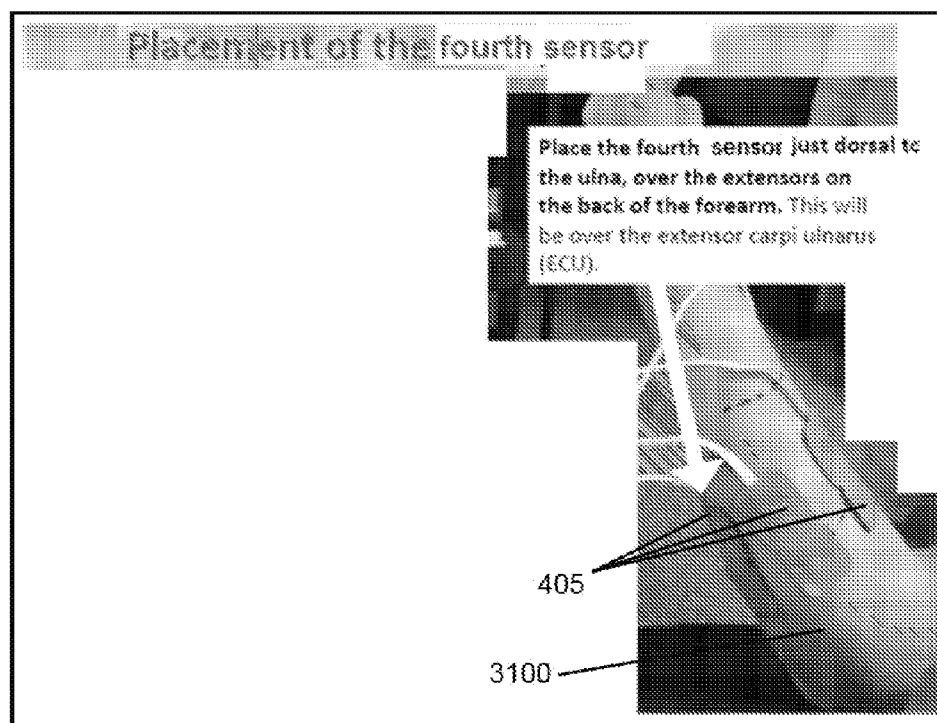 Placement of the fourth sensor
Place the fourth sensor just dorsal to
the ulna, over the extensors on
the back of the forearm. This will
be over the extensor carpi ulnarus
(ECU).
405
3100